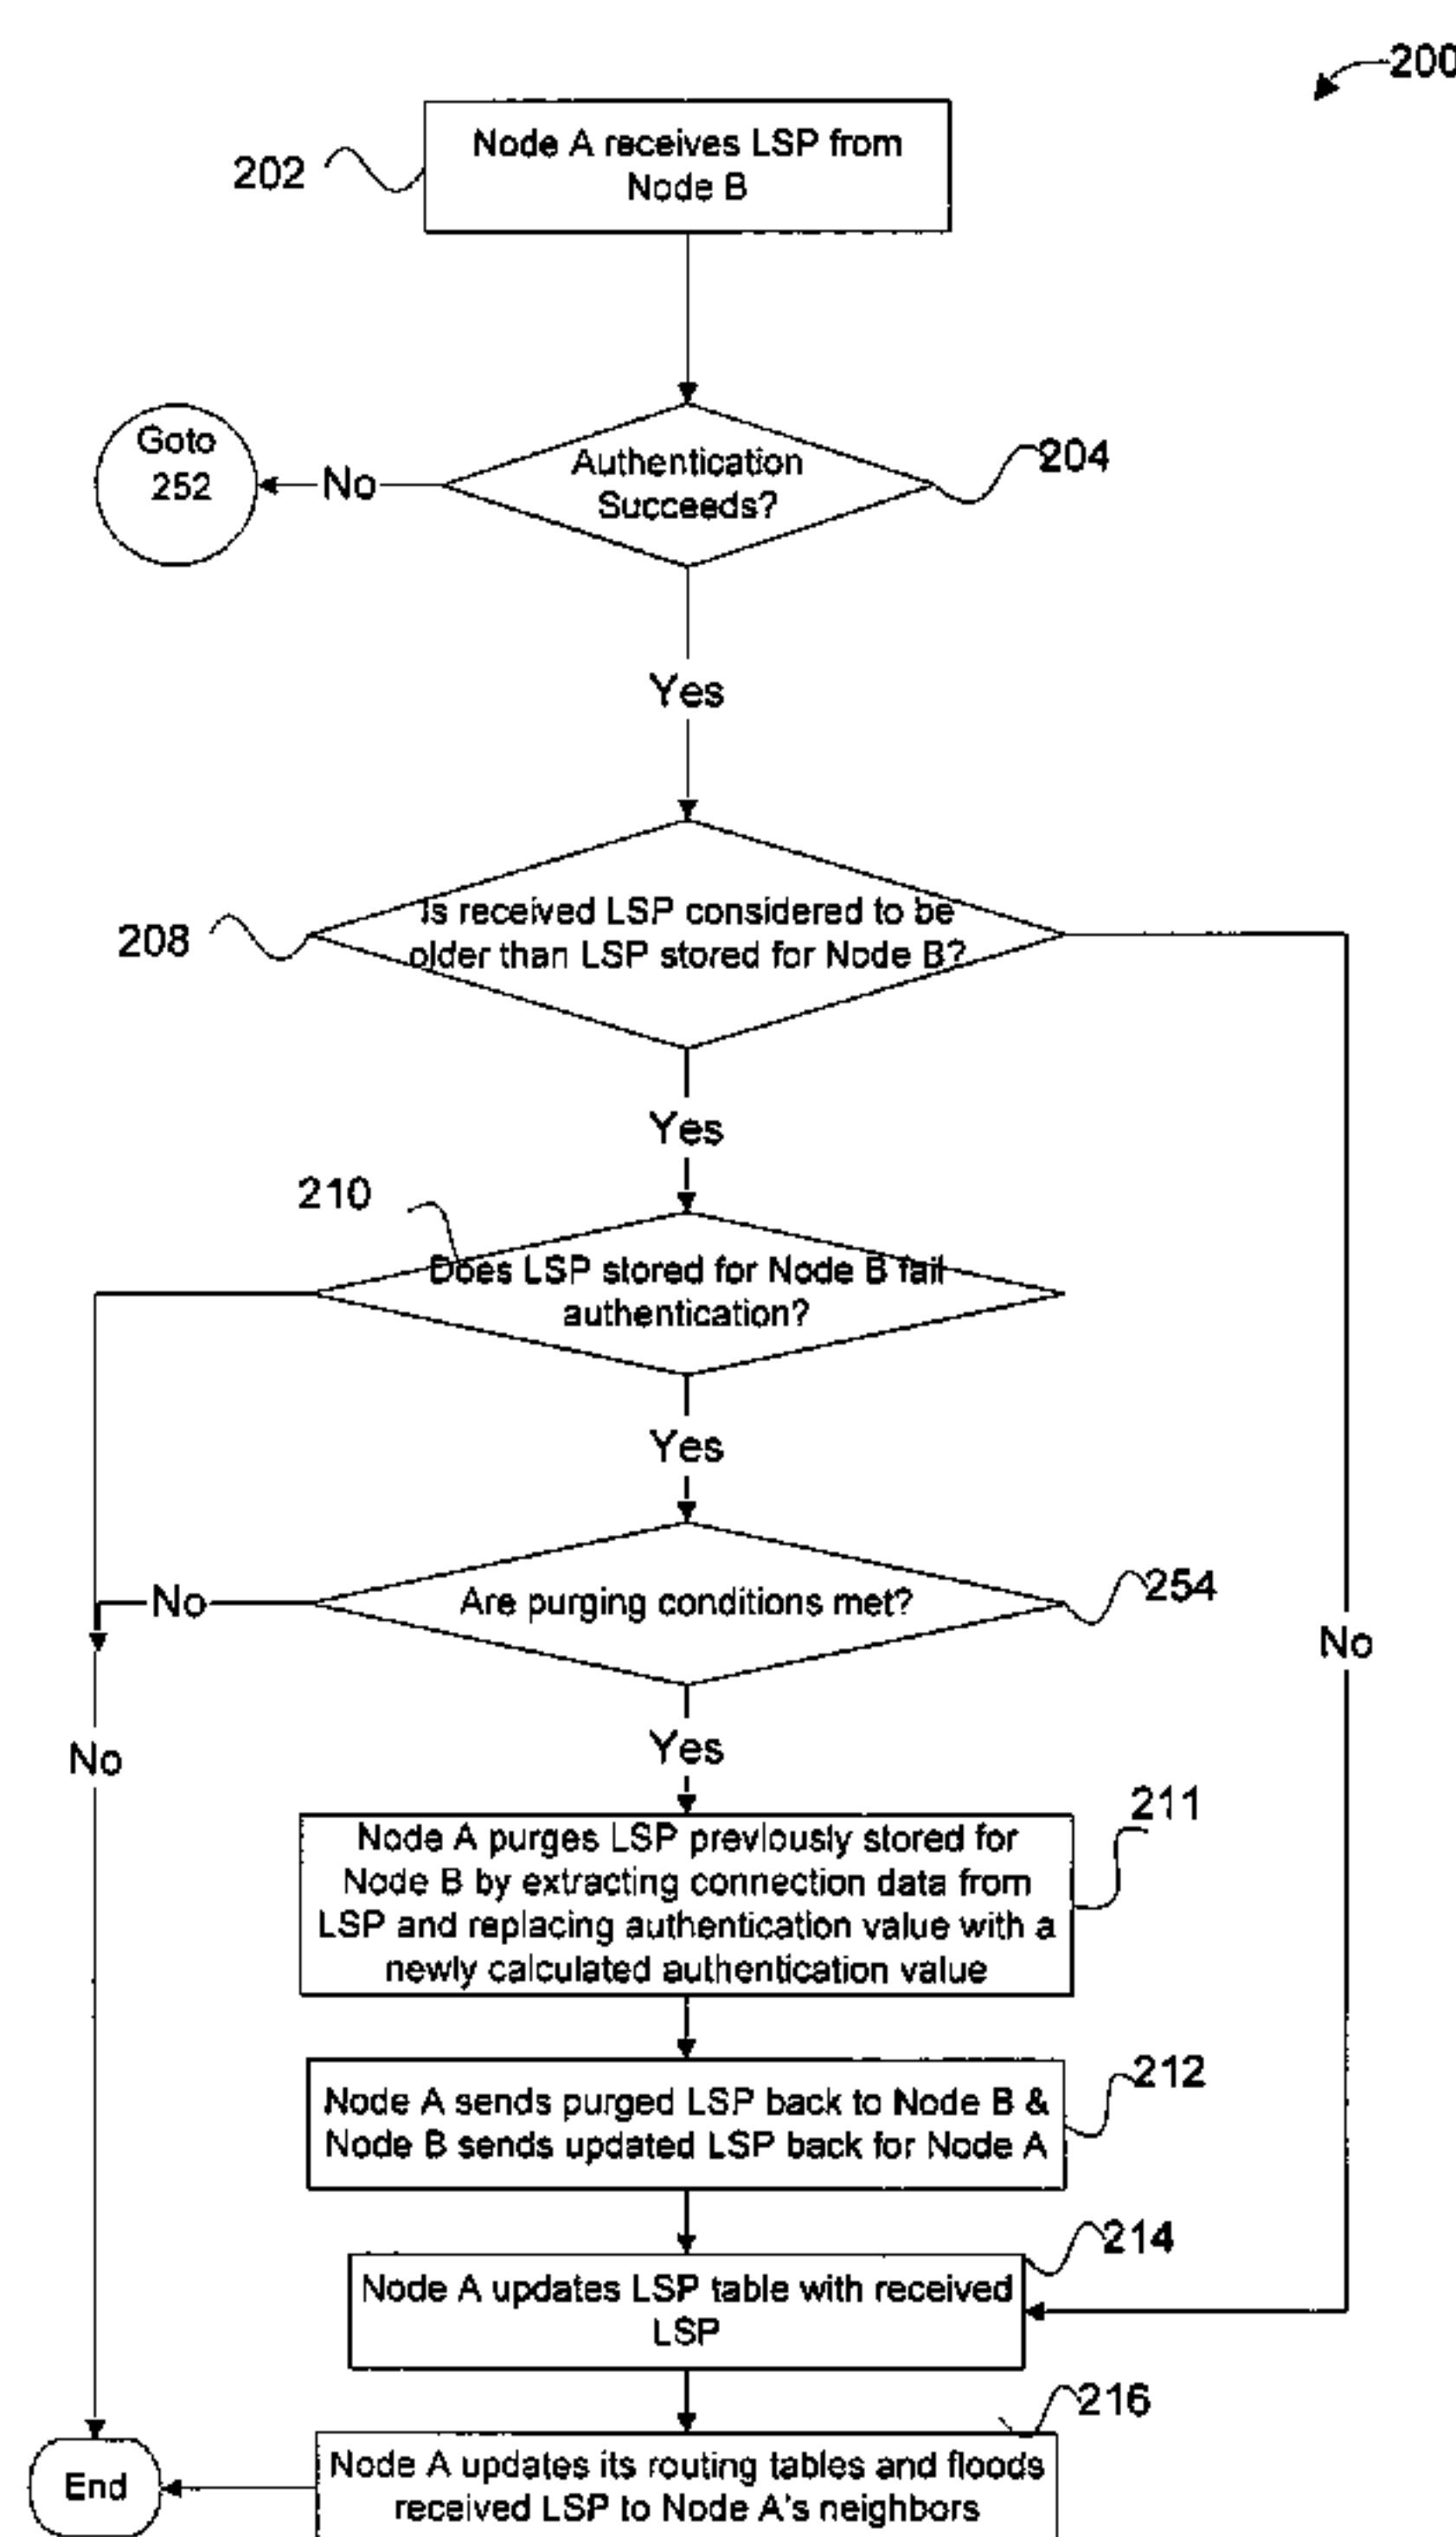 200
202
Node A receives LSP from
Node B
Goto
252
No
Authentication
Succeeds?
204
Yes
208
Is received LSP considered to be
older than LSP stored for Node B?
Yes
210
Does LSP stored for Node B fail
authentication?
Yes
No
Are purging conditions met?
254
No
No
Yes
211
Node A purges LSP previously stored for
Node B by extracting connection data from
LSP and replacing authentication value with a
newly calculated authentication value
212
Node A sends purged LSP back to Node B &
Node B sends updated LSP back for Node A
214
Node A updates LSP table with received
LSP
216
End
Node A updates its routing tables and floods
received LSP to Node A's neighbors